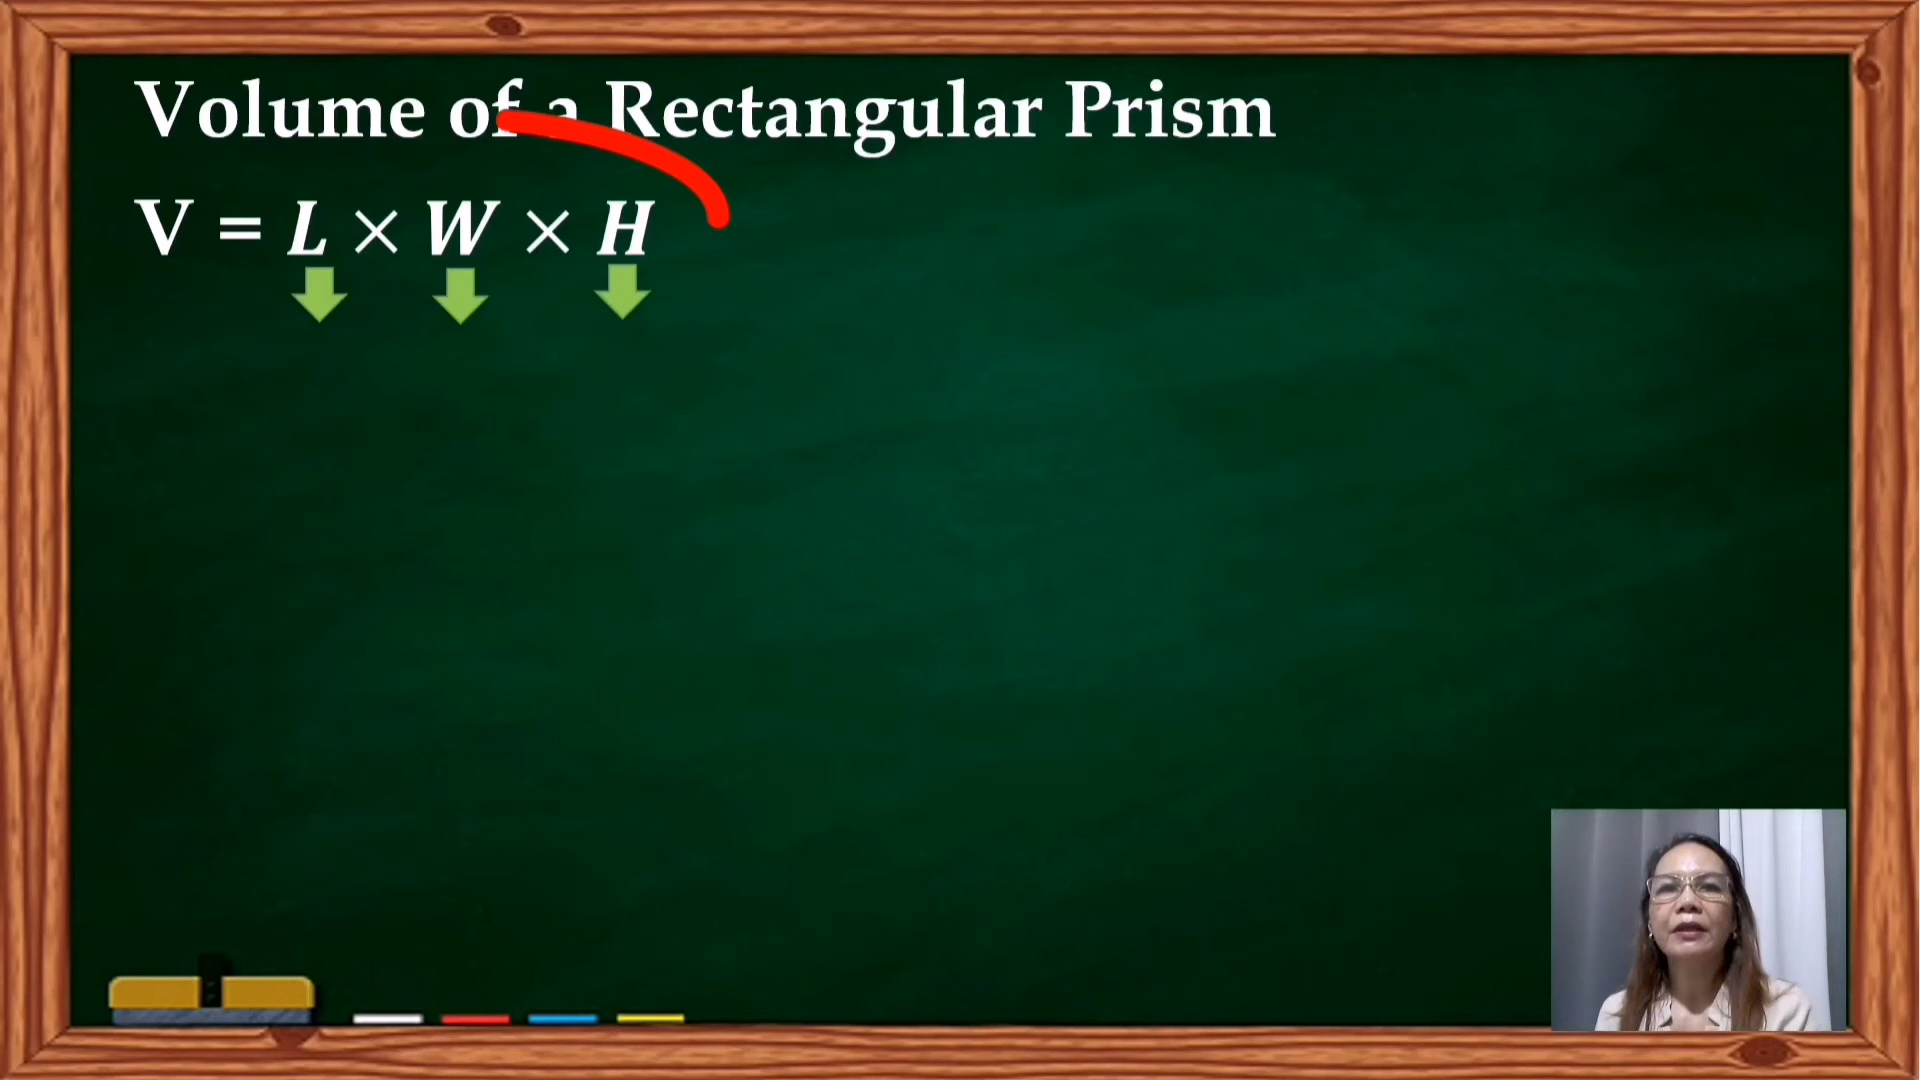 Volume of a Rectangular Prism
V = L × W × H